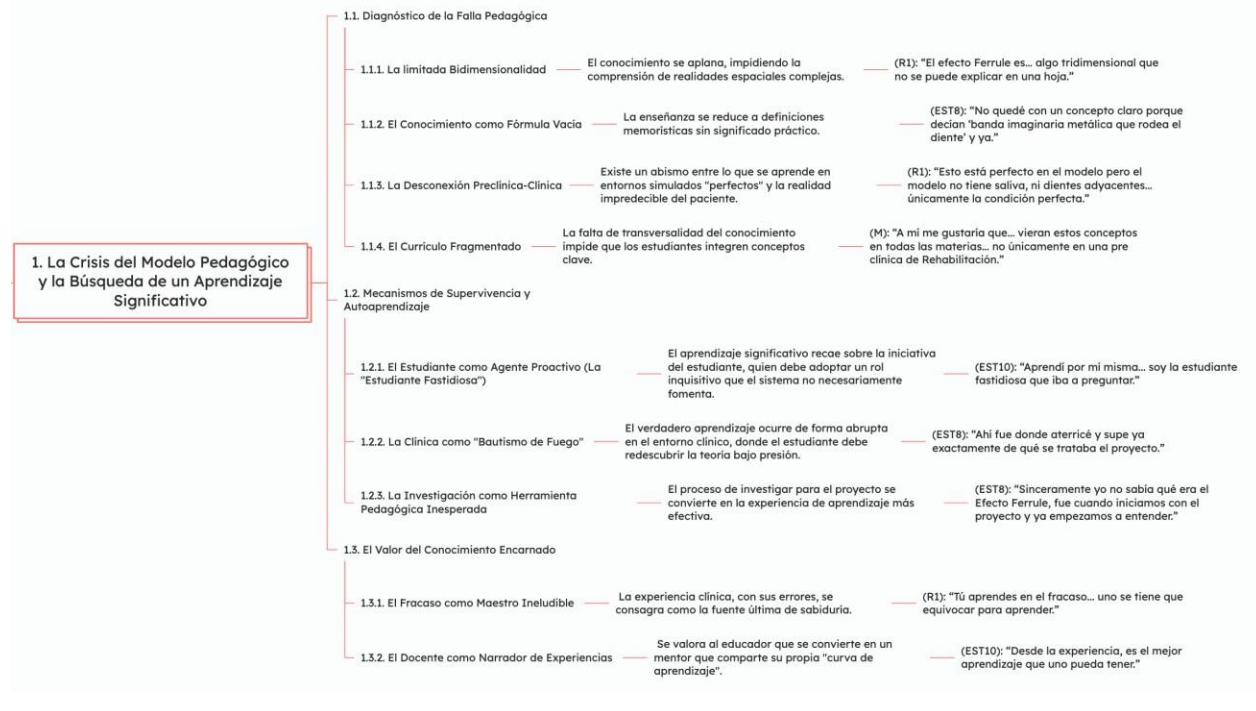 1. La Crisis del Modelo Pedagógico
y la Búsqueda de un Aprendizaje
Significativo
1.1. Diagnóstico de la Falla Pedagógica
1.1.1. La limitada Bidimensionalidad
El conocimiento se aplana, impidiendo la
comprensión de realidades espaciales complejas.
(R1): “El efecto Ferrule es... algo tridimensional que
no se puede explicar en una hoja.”
1.1.2. El Conocimiento como Fórmula Vacía
La enseñanza se reduce a definiciones
memorísticas sin significado práctico.
(EST8): “No quedé con un concepto claro porque
decían ‘banda imaginaria metálica que rodea el
diente’ y ya.”
1.1.3. La Desconexión Preclínica-Clínica
Existe un abismo entre lo que se aprende en
entornos simulados "perfectos" y la realidad
impredecible del paciente.
(R1): “Esto está perfecto en el modelo pero el
modelo no tiene saliva, ni dientes adyacentes...
únicamente la condición perfecta.”
1.1.4. El Currículo Fragmentado
La falta de transversalidad del conocimiento
impide que los estudiantes integren conceptos
clave.
(M): “A mí me gustaría que... vieran estos conceptos
en todas las materias... no únicamente en una pre
clínica de Rehabilitación.”
1.2. Mecanismos de Supervivencia y
Autoaprendizaje
1.2.1. El Estudiante como Agente Proactivo (La
"Estudiante Fastidiosa")
El aprendizaje significativo recae sobre la iniciativa
del estudiante, quien debe adoptar un rol
inquisitivo que el sistema no necesariamente
fomenta.
(EST10): “Aprendí por mí misma... soy la estudiante
fastidiosa que iba a preguntar.”
1.2.2. La Clínica como "Bautismo de Fuego"
El verdadero aprendizaje ocurre de forma abrupta
en el entorno clínico, donde el estudiante debe
redescubrir la teoría bajo presión.
(EST8): “Ahí fue donde aterricé y supe ya
exactamente de qué se trataba el proyecto.”
1.2.3. La Investigación como Herramienta
Pedagógica Inesperada
El proceso de investigar para el proyecto se
convierte en la experiencia de aprendizaje más
efectiva.
(EST8): “Sinceramente yo no sabía qué era el
Efecto Ferrule, fue cuando iniciamos con el
proyecto y ya empezamos a entender.”
1.3. El Valor del Conocimiento Encarnado
1.3.1. El Fracaso como Maestro Ineludible
La experiencia clínica, con sus errores, se
consagra como la fuente última de sabiduría.
(R1): “Tú aprendes en el fracaso... uno se tiene que
equivocar para aprender.”
1.3.2. El Docente como Narrador de Experiencias
Se valora al educador que se convierte en un
mentor que comparte su propia "curva de
aprendizaje".
(EST10): “Desde la experiencia, es el mejor
aprendizaje que uno pueda tener.”